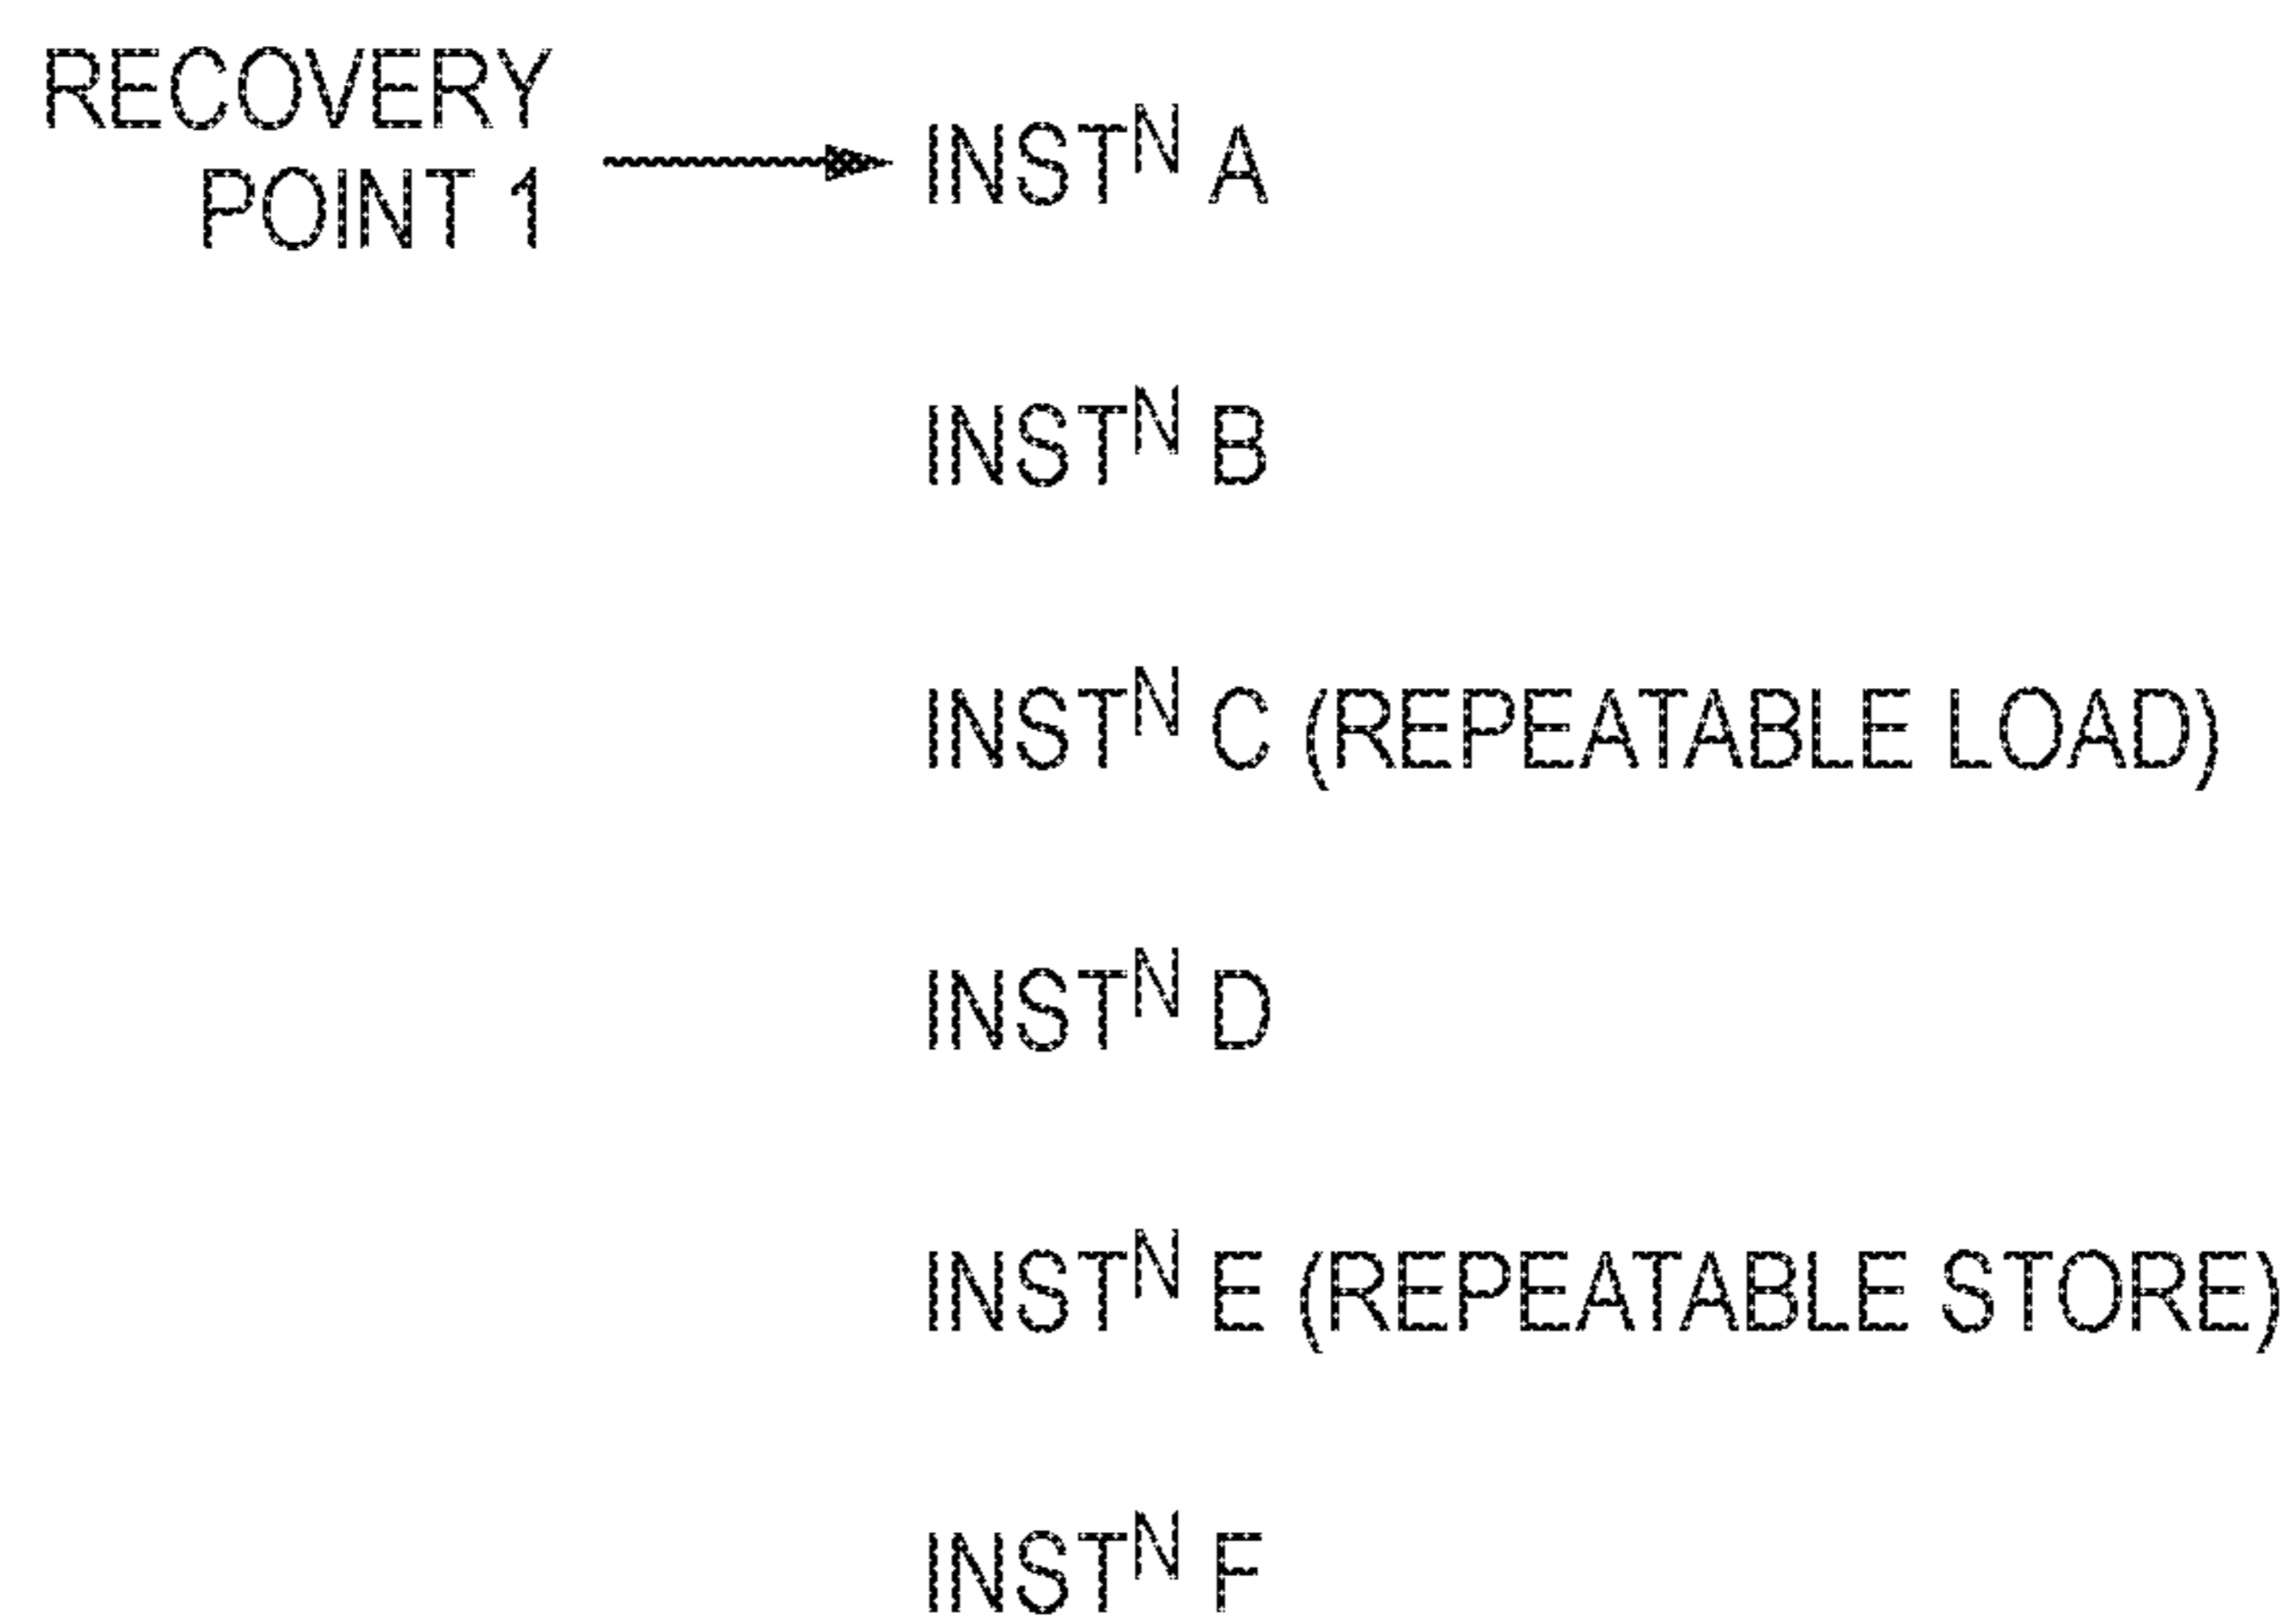 RECOVERY
POINT 1
INSTᴺ A
INSTᴺ B
INSTᴺ C (REPEATABLE LOAD)
INSTᴺ D
INSTᴺ E (REPEATABLE STORE)
INSTᴺ F